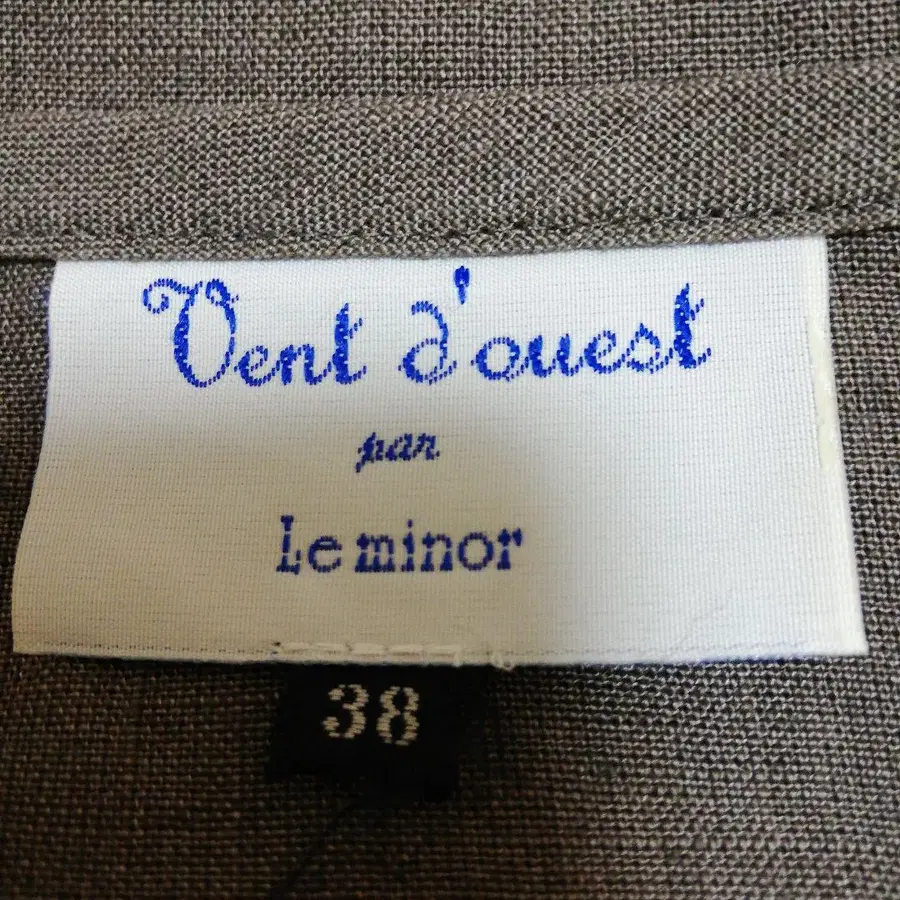 Vent d'ouest
par
Le minor
38